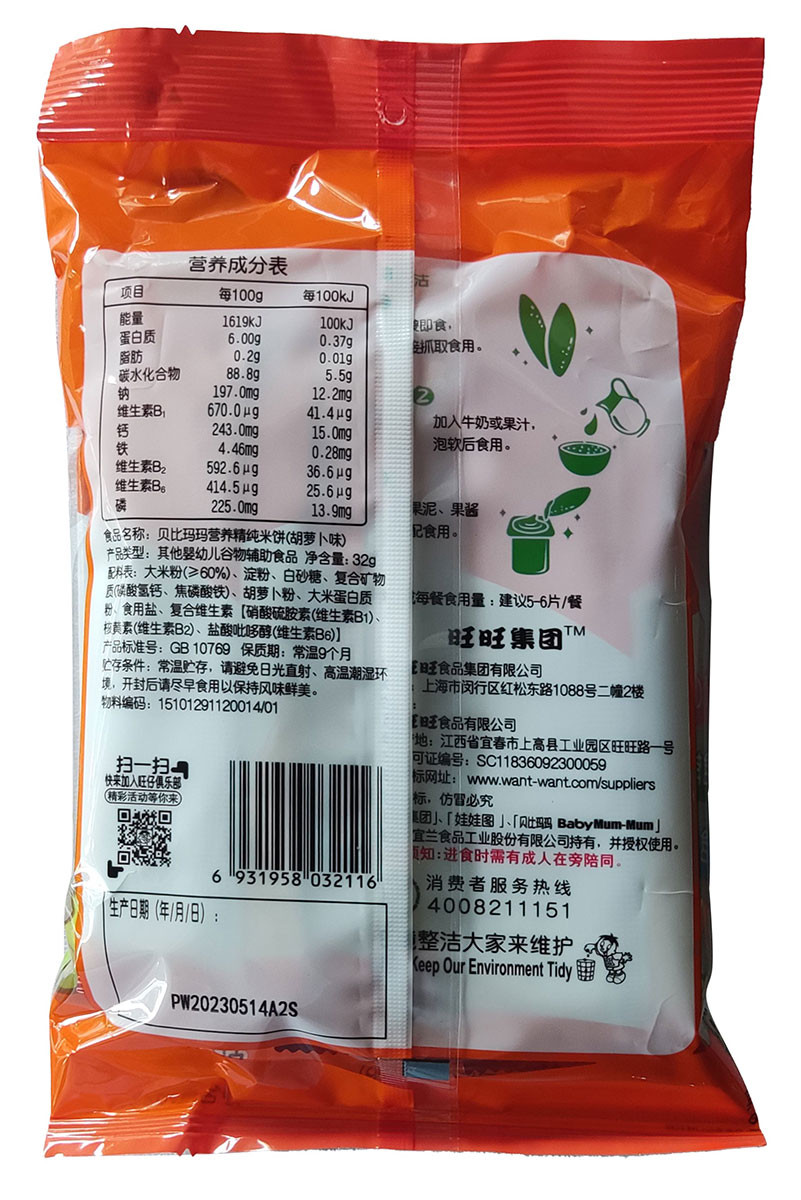 营养成分表
项目 每100g 每100kJ
能量 1619kJ 100kJ
蛋白质 6.00g 0.37g
脂肪 0.2g 0.01g
碳水化合物 88.8g 5.5g
钠 197.0mg 12.2mg
维生素B₁ 670.0μg 41.4μg
钙 243.0mg 15.0mg
铁 4.46mg 0.28mg
维生素B₂ 592.6μg 36.6μg
维生素B₆ 414.5μg 25.6μg
磷 225.0mg 13.9mg
食品名称：贝比玛玛营养精纯米饼(胡萝卜味)
产品类型：其他婴幼儿谷物辅助食品 净含量：32g
配料表：大米粉(≥60%)、淀粉、白砂糖、复合矿物
质(磷酸氢钙、焦磷酸铁)、胡萝卜粉、大米蛋白质
粉、食用盐、复合维生素【硝酸硫胺素(维生素B₁)、
核黄素(维生素B₂)、盐酸吡哆醇(维生素B₆)】
产品标准号：GB 10769 保质期：常温9个月
贮存条件：常温贮存，请避免日光直射、高温潮湿环
境，开封后请尽早食用以保持风味鲜美。
物料编码：15101291120014/01
扫一扫
快来加入旺仔俱乐部
精彩活动等你来
6 931958 032116
生产日期（年/月/日）：
PW20230514A2S
洁
即食，
抓取食用。
2
加入牛奶或果汁，
泡软后食用。
果泥、果酱
配食用。
每餐食用量：建议5-6片/餐
旺旺集团™
旺旺食品集团有限公司
：上海市闵行区红松东路1088号二幢2楼
旺旺食品有限公司
地：江西省宜春市上高县工业园区旺旺路一号
可证编号：SC11836092300059
标网址：www.want-want.com/suppliers
标，仿冒必究
集团」、「娃娃图」、「贝比玛玛 BabyMum-Mum」
宜兰食品工业股份有限公司持有，并授权使用。
须知：进食时需有成人在旁陪同。
消费者服务热线
4008211151
整洁大家来维护
Keep Our Environment Tidy